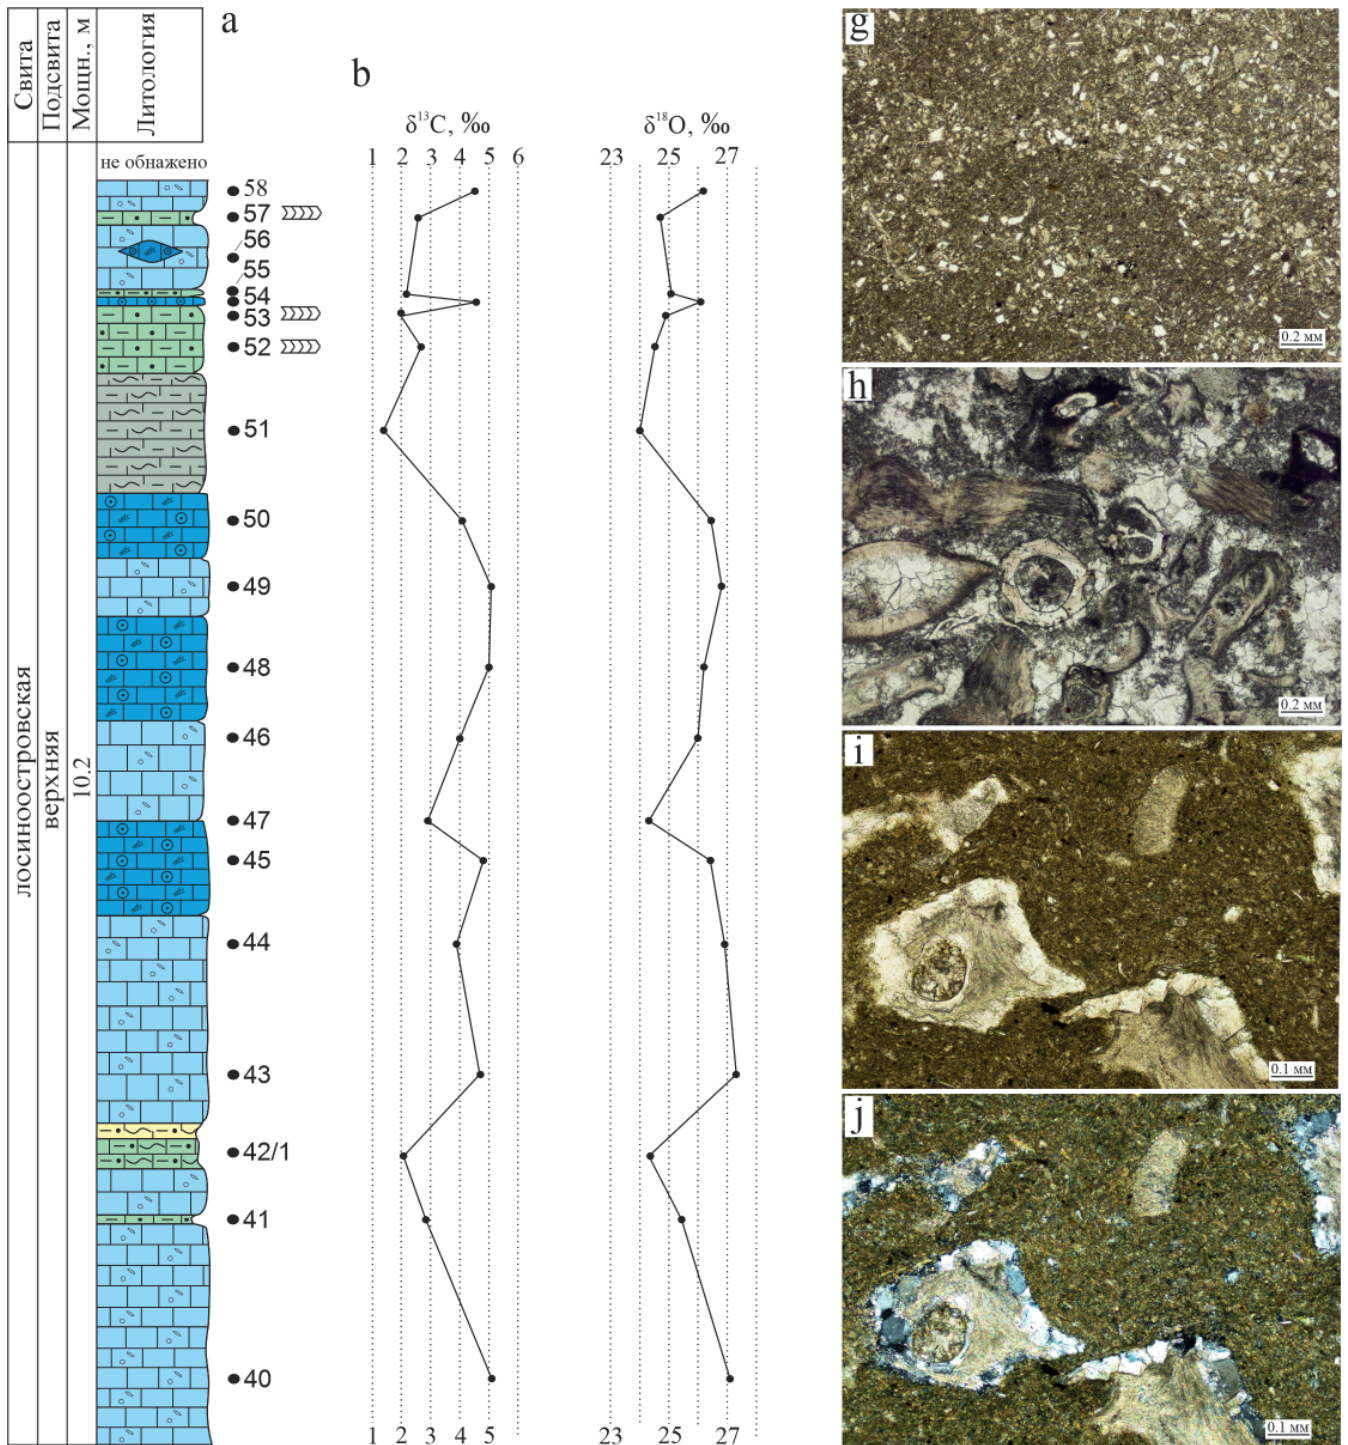 a
b
Свита
Подсвита
Мощн., м
Литология
δ¹³C, ‰
δ¹⁸O, ‰
1 2 3 4 5 6
23 25 27
не обнажено
лосиноостровская
верхняя
10.2
58
57
56
55
54
53
52
51
50
49
48
46
47
45
44
43
42/1
41
40
1 2 3 4 5
23 25 27
g
0.2 мм
h
0.2 мм
i
0.1 мм
j
0.1 мм